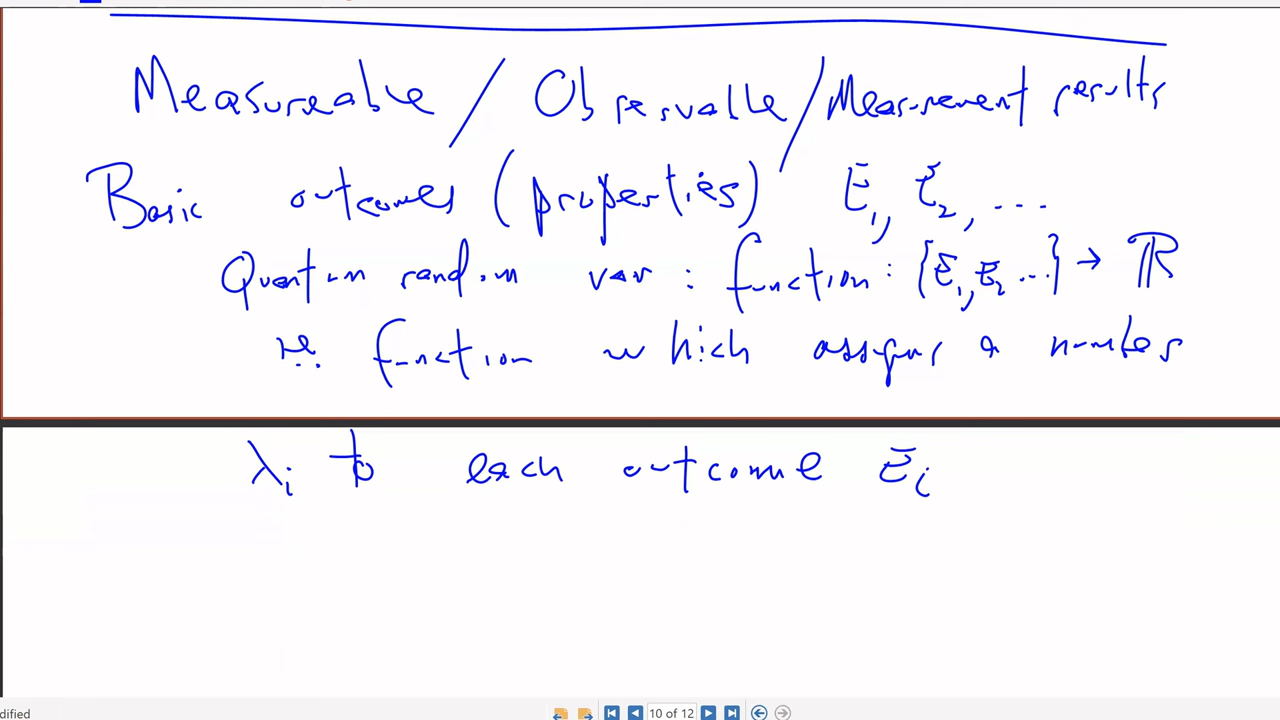 Measureable / Observable / Measurement results
Basic outcomes (properties) E₁, E₂, ...
Quantum random var : function : {E₁, E₂ ...} → ℝ
function which assigns a number
λᵢ to each outcome Eᵢ
dified
10 of 12